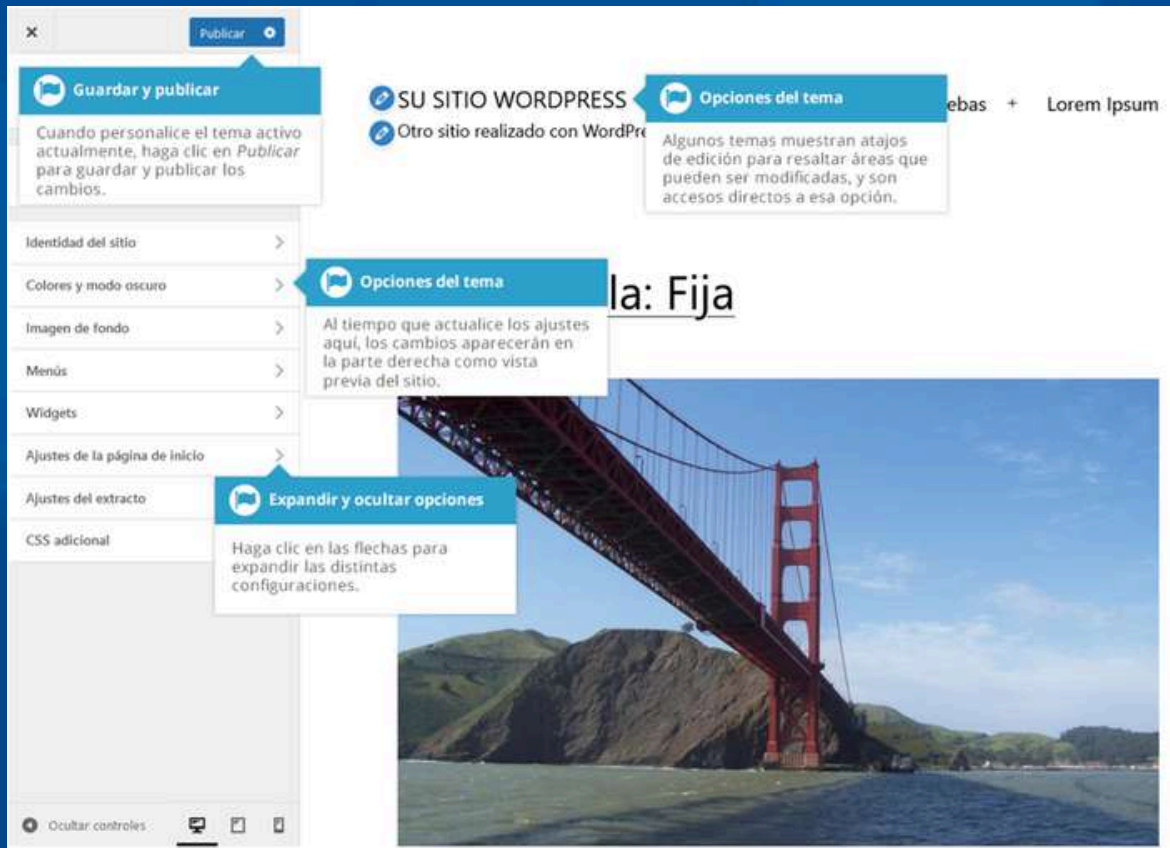 Publicar
Guardar y publicar
Cuando personalice el tema activo
actualmente, haga clic en Publicar
para guardar y publicar los
cambios.
SU SITIO WORDPRESS
Otro sitio realizado con WordPre
Opciones del tema
Algunos temas muestran atajos
de edición para resaltar áreas que
pueden ser modificadas, y son
accesos directos a esa opción.
ebas + Lorem Ipsum
Identidad del sitio
Colores y modo oscuro
Imagen de fondo
Menús
Widgets
Ajustes de la página de inicio
Ajustes del extracto
CSS adicional
Opciones del tema
Al tiempo que actualice los ajustes
aquí, los cambios aparecerán en
la parte derecha como vista
previa del sitio.
la: Fija
Expandir y ocultar opciones
Haga clic en las flechas para
expandir las distintas
configuraciones.
Ocultar controles